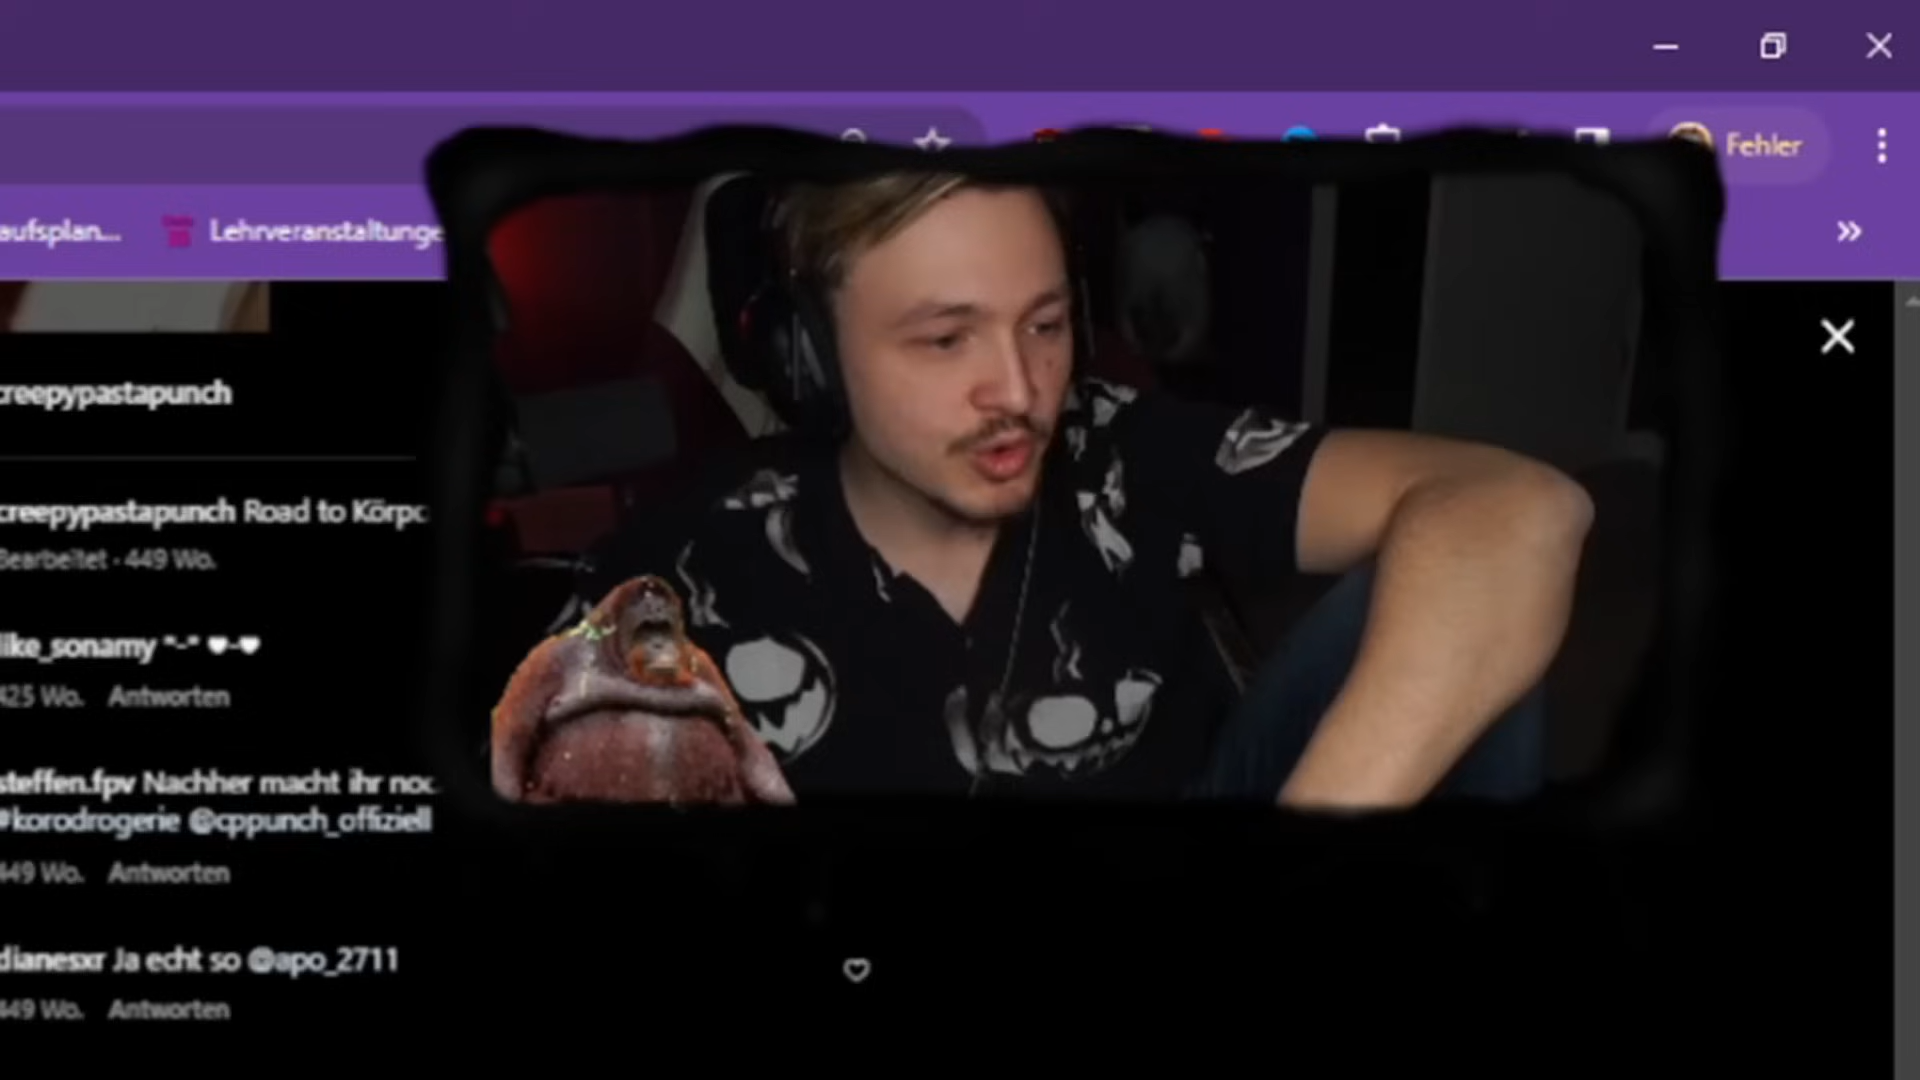 Fehler
aufsplan...
Lehrveranstaltunge
»
creepypastapunch
creepypastapunch Road to Körpc
Bearbeitet · 449 Wo.
like_sonamy *-* ♥-♥
425 Wo. Antworten
steffen.fpv Nachher macht ihr noc
#korodrogerie @cppunch_offiziell
449 Wo. Antworten
dianesxr Ja echt so @apo_2711
449 Wo. Antworten